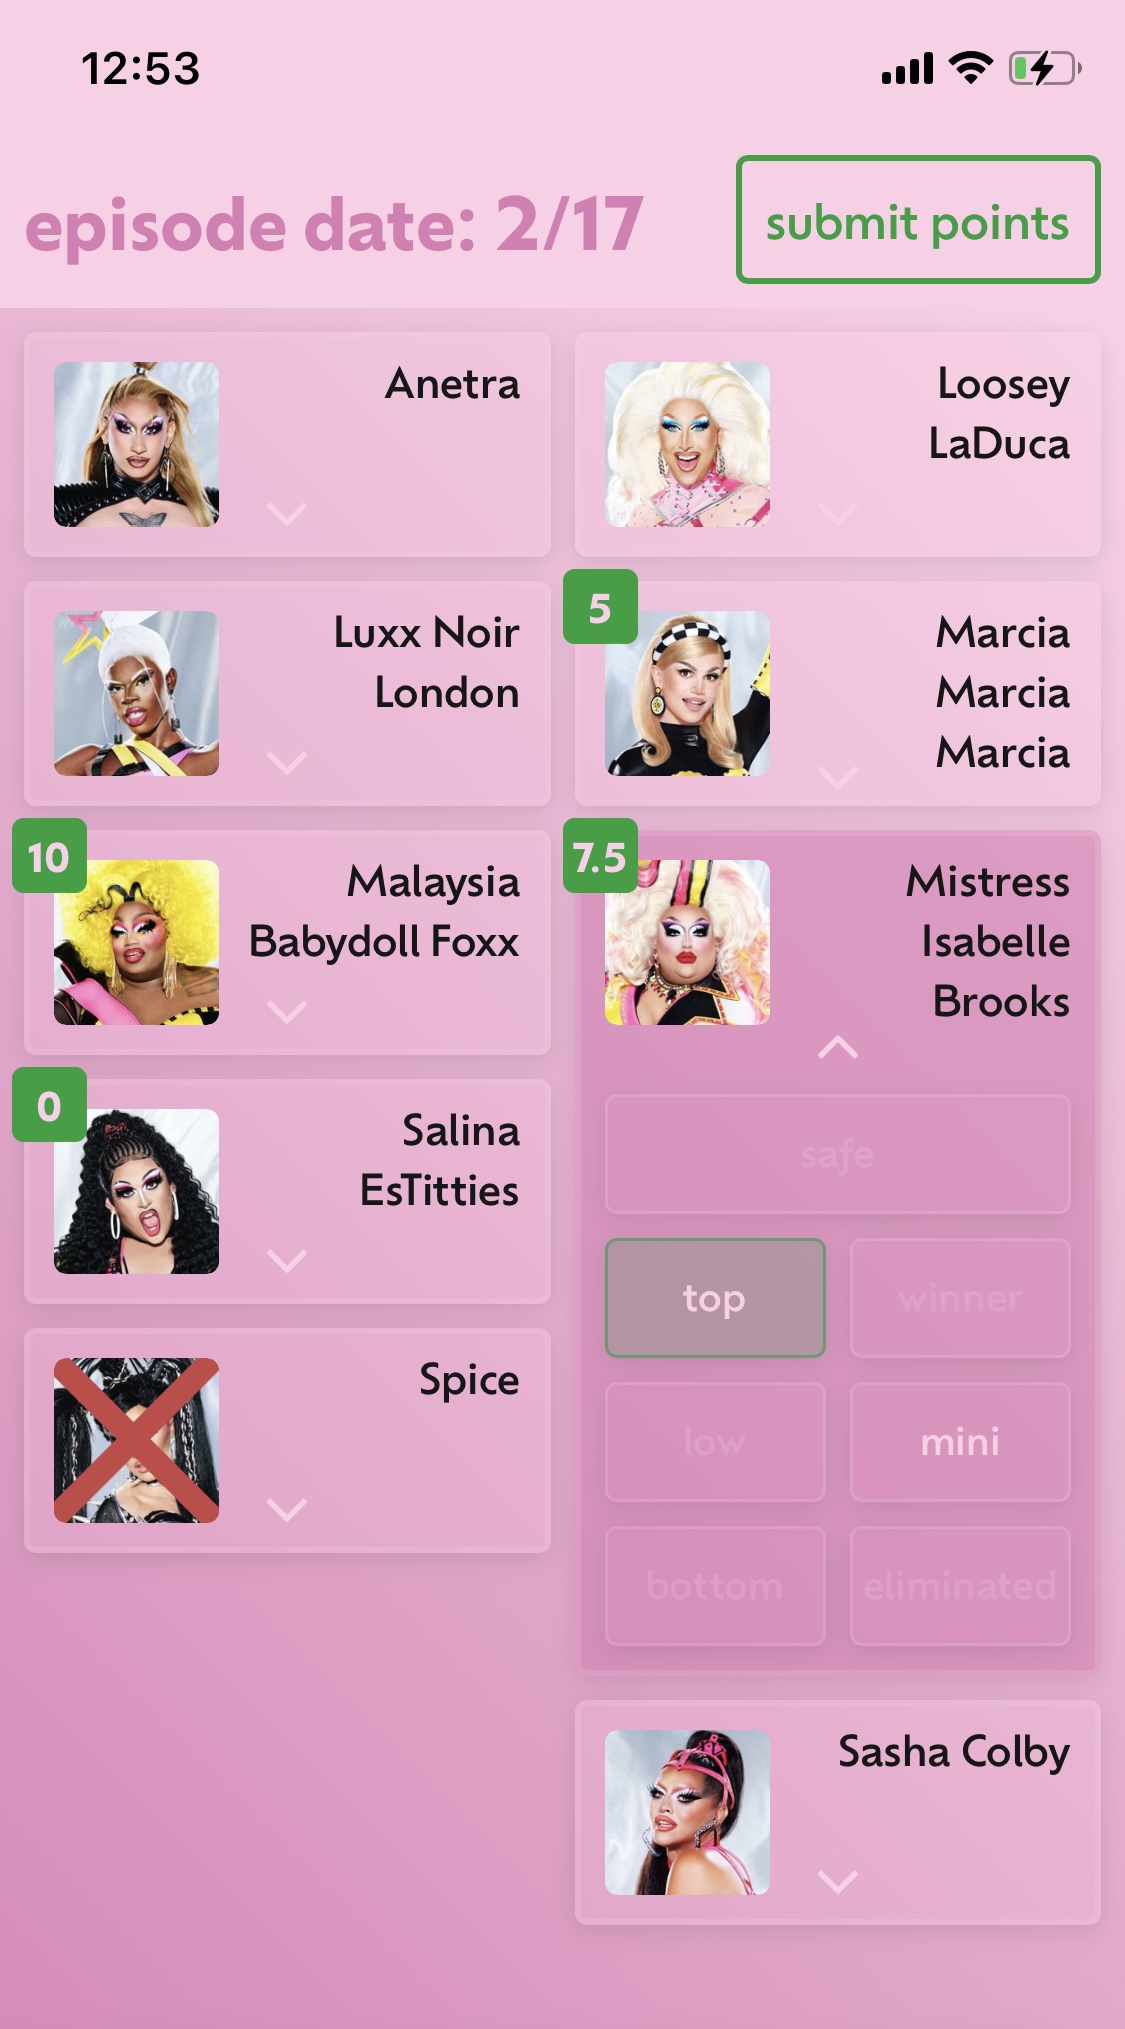 12:53
episode date: 2/17
submit points
Anetra
Loosey
LaDuca
Luxx Noir
London
5
Marcia
Marcia
Marcia
10
Malaysia
Babydoll Foxx
7.5
Mistress
Isabelle
Brooks
safe
top
winner
low
mini
bottom
eliminated
0
Salina
EsTitties
Spice
Sasha Colby